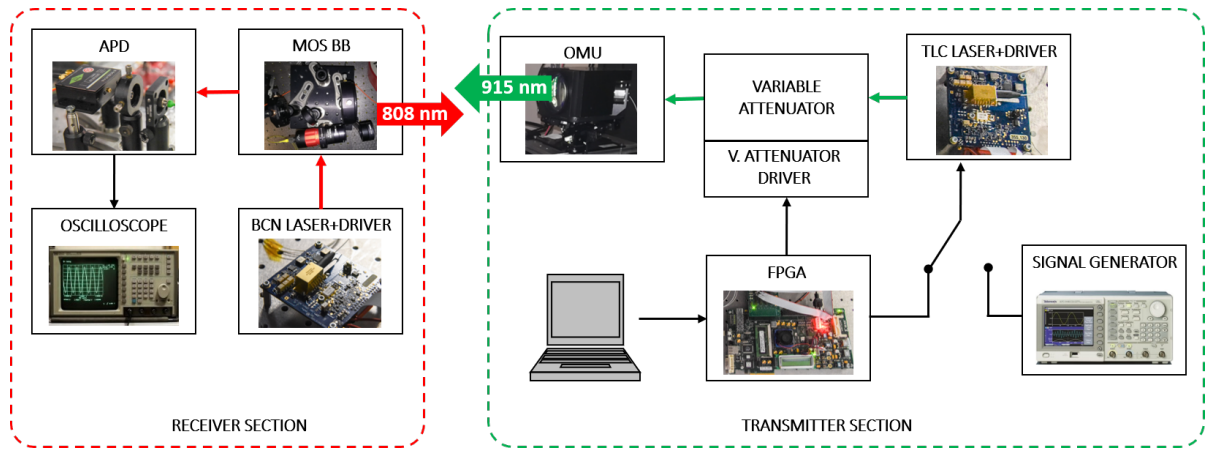 APD
MOS BB
OSCILLOSCOPE
BCN LASER+DRIVER
RECEIVER SECTION
808 nm
915 nm
OMU
VARIABLE
ATTENUATOR
V. ATTENUATOR
DRIVER
TLC LASER+DRIVER
FPGA
SIGNAL GENERATOR
Tektronix
TRANSMITTER SECTION